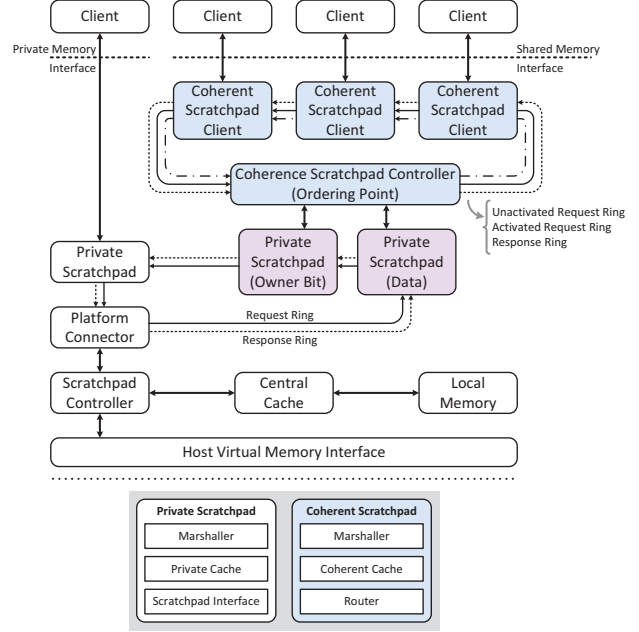 Client
Client
Client
Client
Private Memory
Interface
Shared Memory
Interface
Coherent
Scratchpad
Client
Coherent
Scratchpad
Client
Coherent
Scratchpad
Client
Coherence Scratchpad Controller
(Ordering Point)
Unactivated Request Ring
Activated Request Ring
Response Ring
Private
Scratchpad
Private
Scratchpad
(Owner Bit)
Private
Scratchpad
(Data)
Platform
Connector
Request Ring
Response Ring
Scratchpad
Controller
Central
Cache
Local
Memory
Host Virtual Memory Interface
Private Scratchpad
Marshaller
Private Cache
Scratchpad Interface
Coherent Scratchpad
Marshaller
Coherent Cache
Router